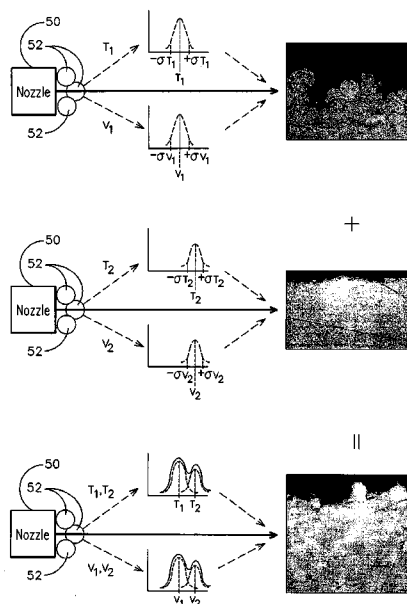 50
52
Nozzle
52
T1
-σT1 +σT1
T1
V1
-σV1 +σV1
V1
+
50
52
Nozzle
52
T2
-σT2 +σT2
T2
V2
-σV2 +σV2
V2
=
50
52
Nozzle
52
T1,T2
T1 T2
V1,V2
V1 V2